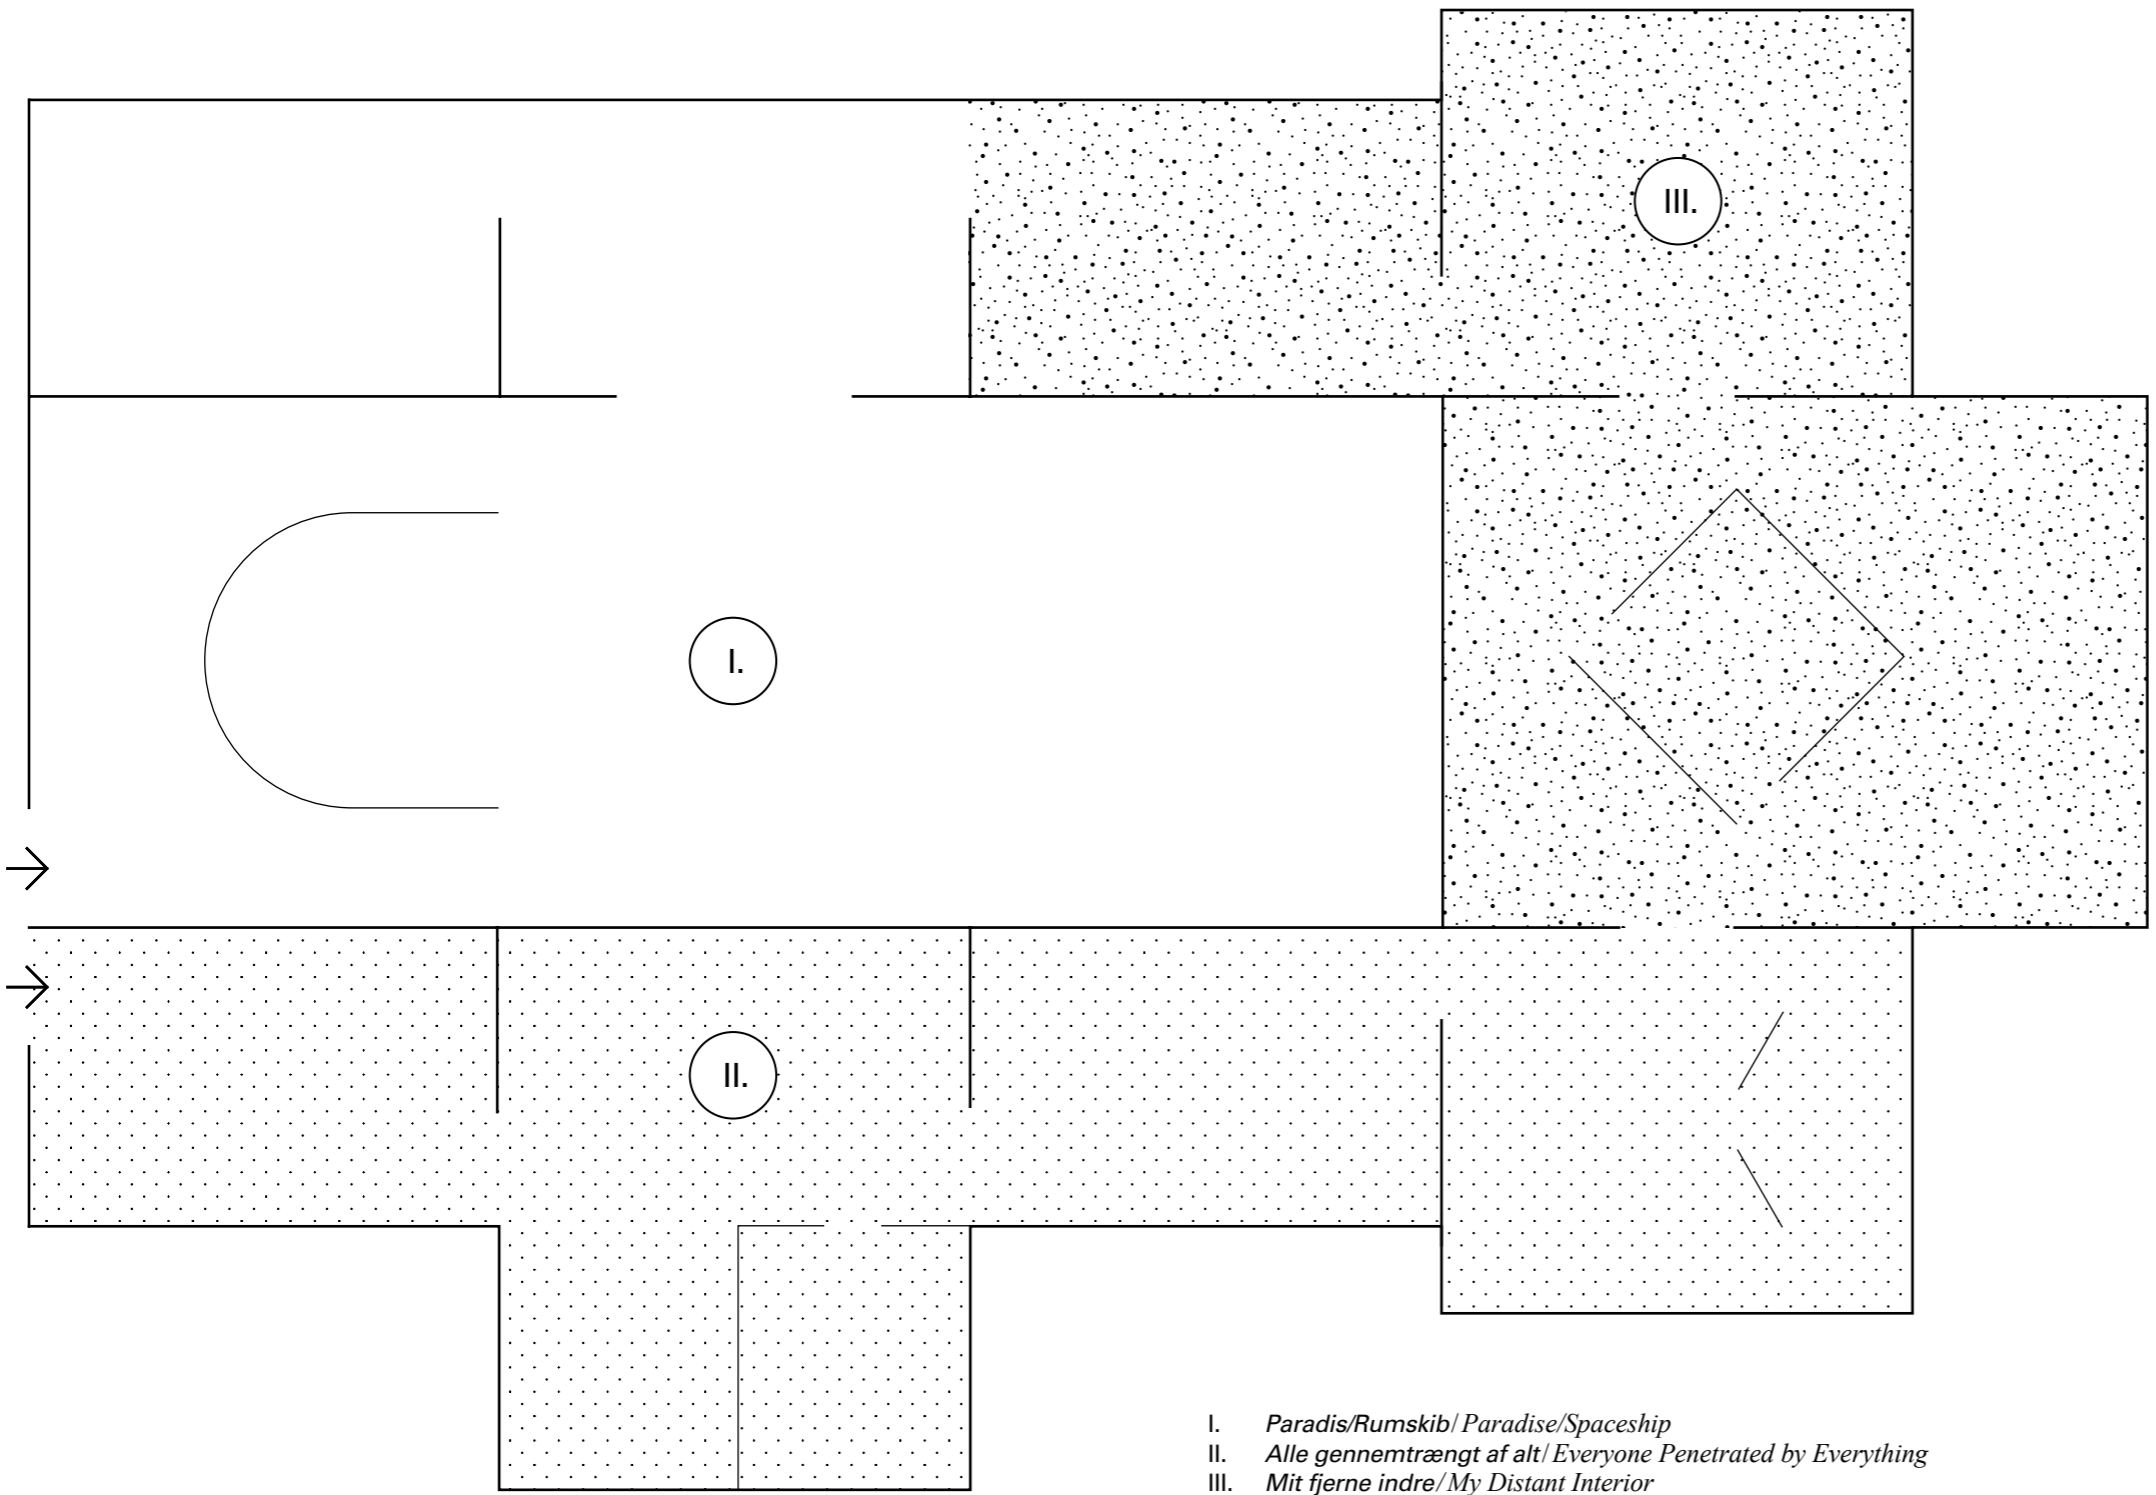 III.
I.
II.
I. Paradis/Rumskib/Paradise/Spaceship
II. Alle gennemtrængt af alt/Everyone Penetrated by Everything
III. Mit fjerne indre/My Distant Interior